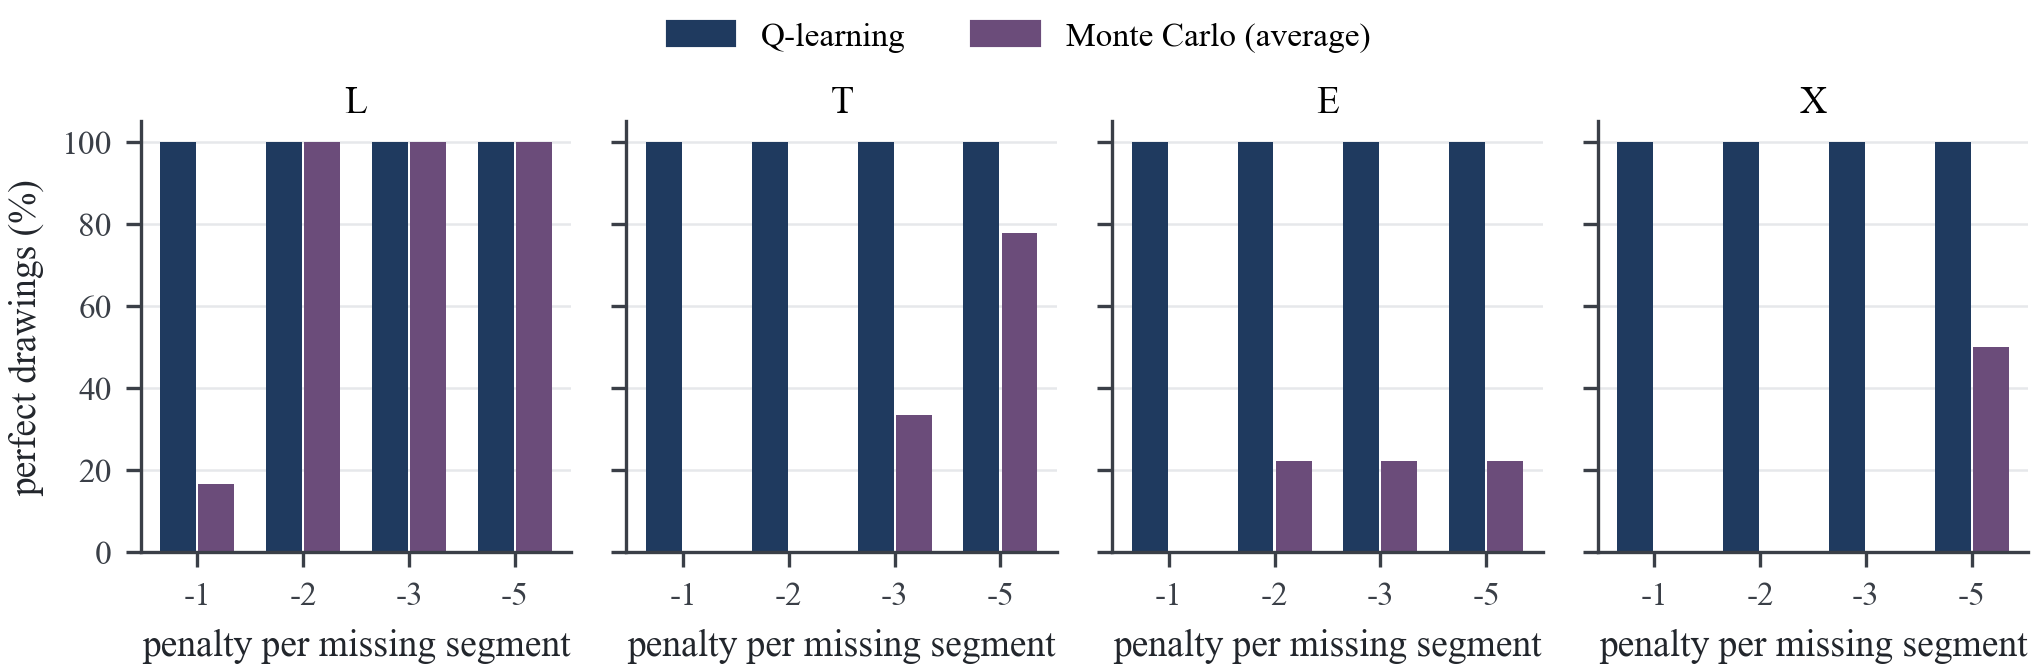 Q-learning Monte Carlo (average)
L T E X
100
80
60
40
20
0
perfect drawings (%)
-1 -2 -3 -5 -1 -2 -3 -5 -1 -2 -3 -5 -1 -2 -3 -5
penalty per missing segment penalty per missing segment penalty per missing segment penalty per missing segment